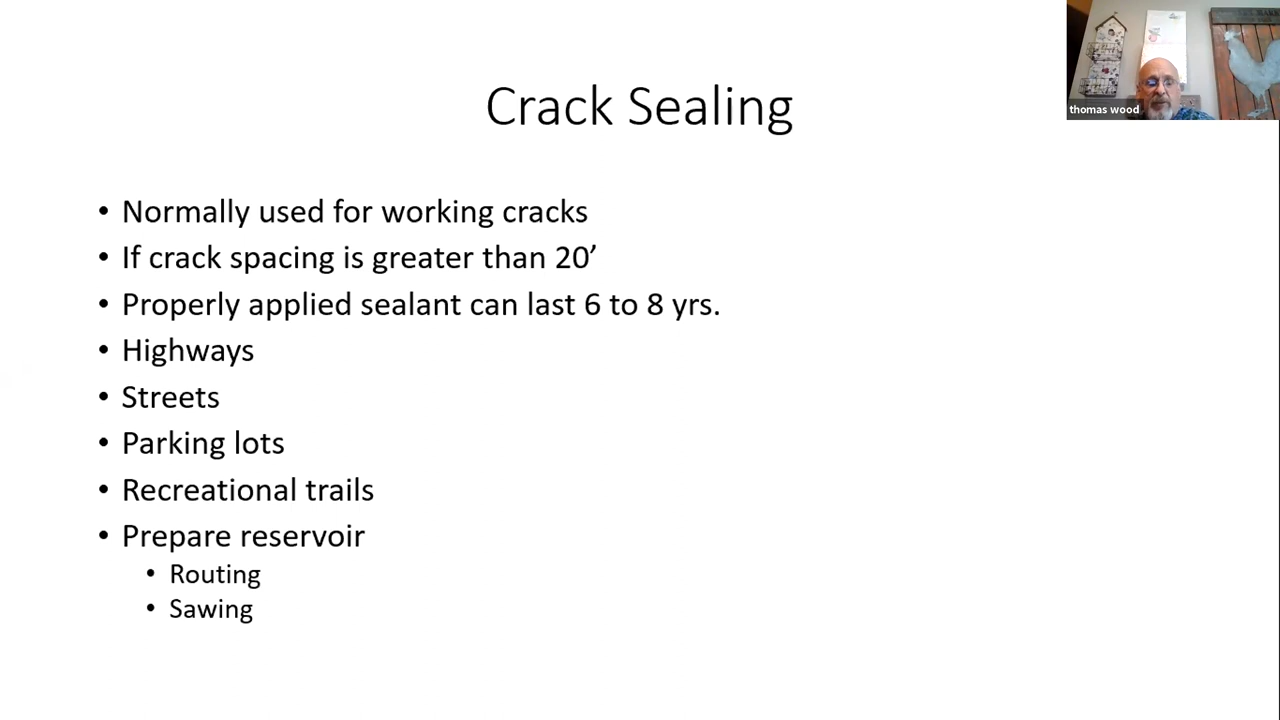 Crack Sealing
• Normally used for working cracks
• If crack spacing is greater than 20’
• Properly applied sealant can last 6 to 8 yrs.
• Highways
• Streets
• Parking lots
• Recreational trails
• Prepare reservoir
• Routing
• Sawing
thomas wood